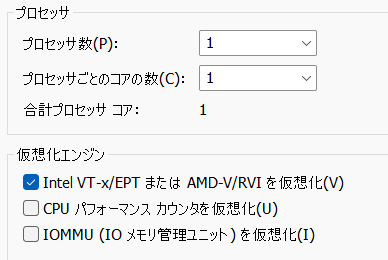 プロセッサ
プロセッサ数(P): 1
プロセッサごとのコアの数(C): 1
合計プロセッサ コア: 1
仮想化エンジン
Intel VT-x/EPT または AMD-V/RVI を仮想化(V)
CPU パフォーマンス カウンタを仮想化(U)
IOMMU (IO メモリ管理ユニット) を仮想化(I)